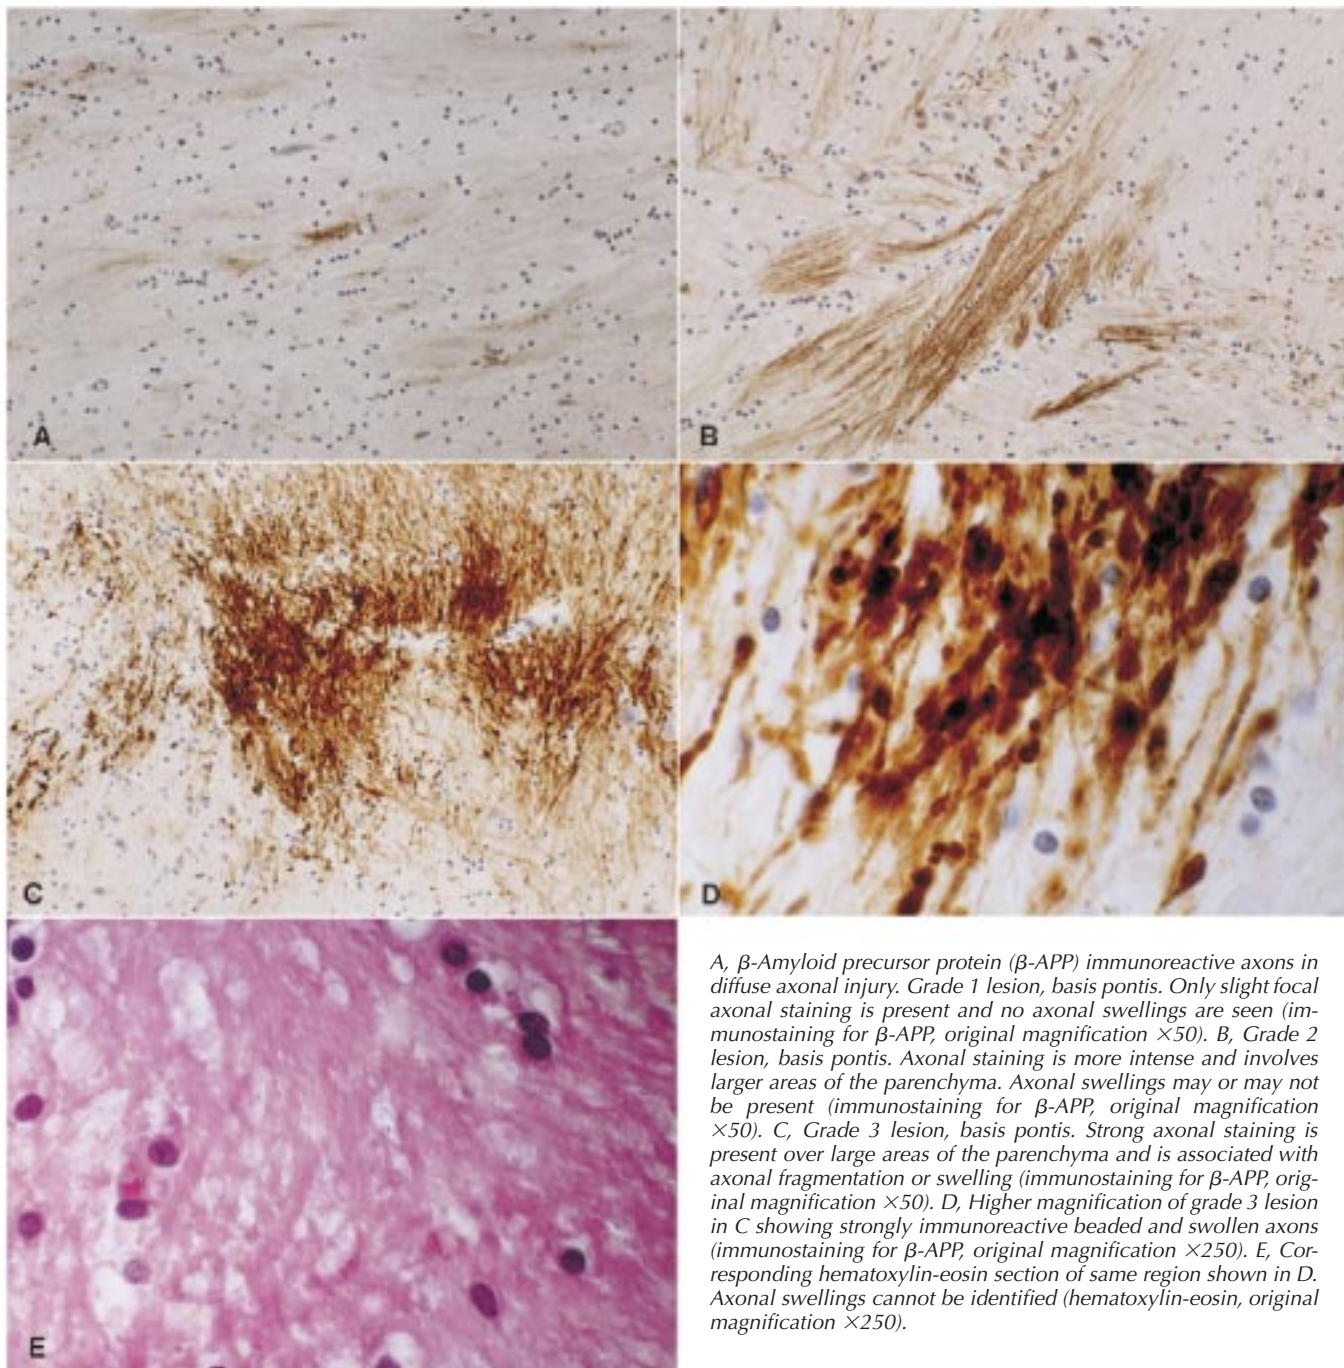 A
B
C
D
E
A, β-Amyloid precursor protein (β-APP) immunoreactive axons in
diffuse axonal injury. Grade 1 lesion, basis pontis. Only slight focal
axonal staining is present and no axonal swellings are seen (im-
munostaining for β-APP, original magnification ×50). B, Grade 2
lesion, basis pontis. Axonal staining is more intense and involves
larger areas of the parenchyma. Axonal swellings may or may not
be present (immunostaining for β-APP, original magnification
×50). C, Grade 3 lesion, basis pontis. Strong axonal staining is
present over large areas of the parenchyma and is associated with
axonal fragmentation or swelling (immunostaining for β-APP, orig-
inal magnification ×50). D, Higher magnification of grade 3 lesion
in C showing strongly immunoreactive beaded and swollen axons
(immunostaining for β-APP, original magnification ×250). E, Cor-
responding hematoxylin-eosin section of same region shown in D.
Axonal swellings cannot be identified (hematoxylin-eosin, original
magnification ×250).